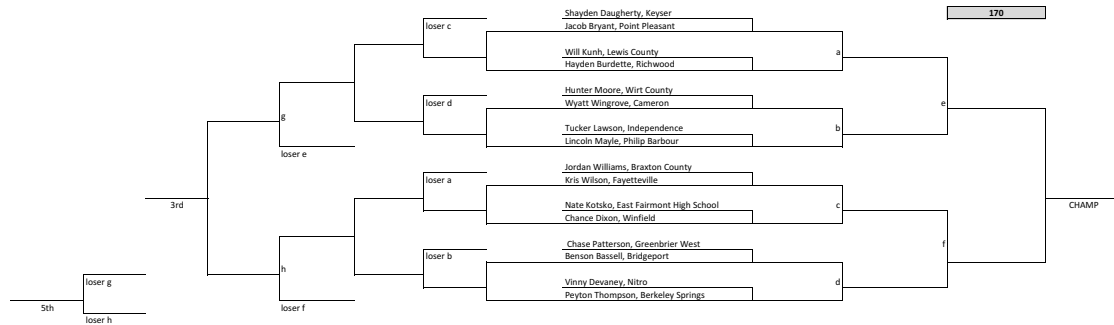 170
Shayden Daugherty, Keyser
loser c
Jacob Bryant, Point Pleasant
Will Kunh, Lewis County
a
Hayden Burdette, Richwood
Hunter Moore, Wirt County
loser d
Wyatt Wingrove, Cameron
e
g
Tucker Lawson, Independence
b
Lincoln Mayle, Philip Barbour
loser e
Jordan Williams, Braxton County
loser a
Kris Wilson, Fayetteville
3rd
Nate Kotsko, East Fairmont High School
c
CHAMP
Chance Dixon, Winfield
Chase Patterson, Greenbrier West
f
loser b
Benson Bassell, Bridgeport
h
loser g
Vinny Devaney, Nitro
d
Peyton Thompson, Berkeley Springs
5th
loser f
loser h